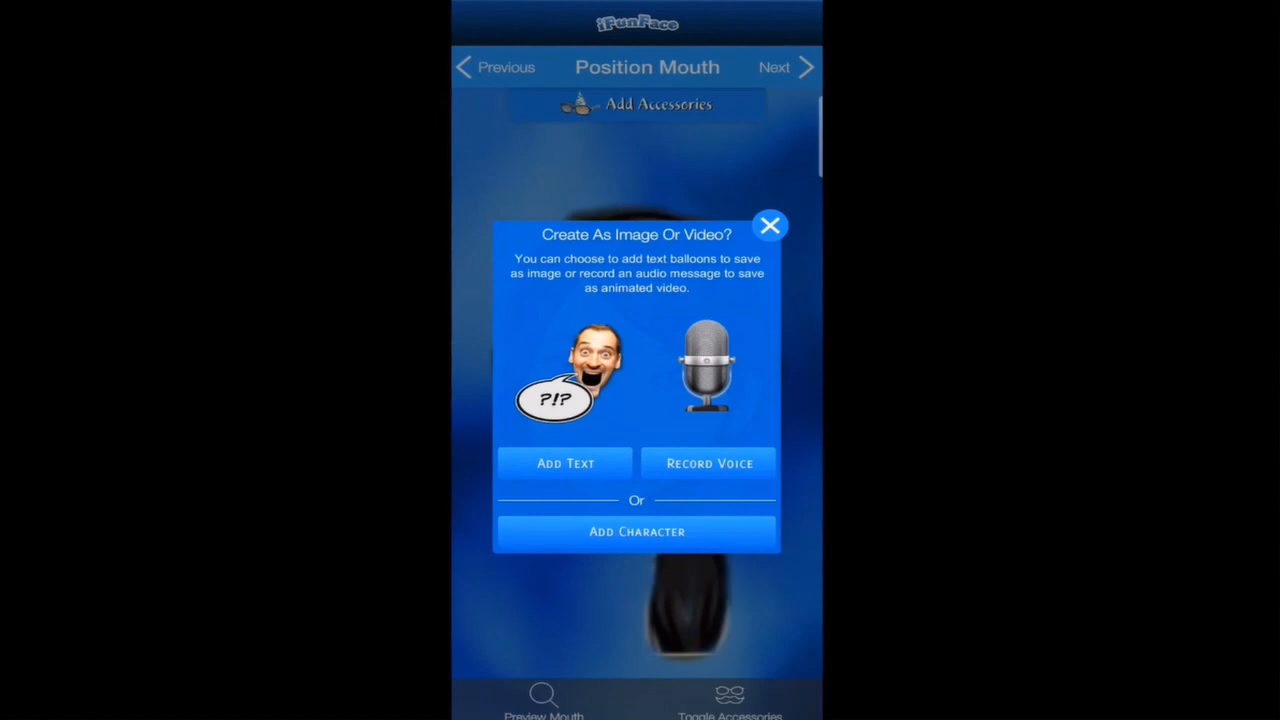 iFunFace
Previous
Position Mouth
Next
Add Accessories
Create As Image Or Video?
You can choose to add text balloons to save
as image or record an audio message to save
as animated video.
?!?
Add Text
Record Voice
Or
Add Character
Preview Mouth
Toggle Accessories